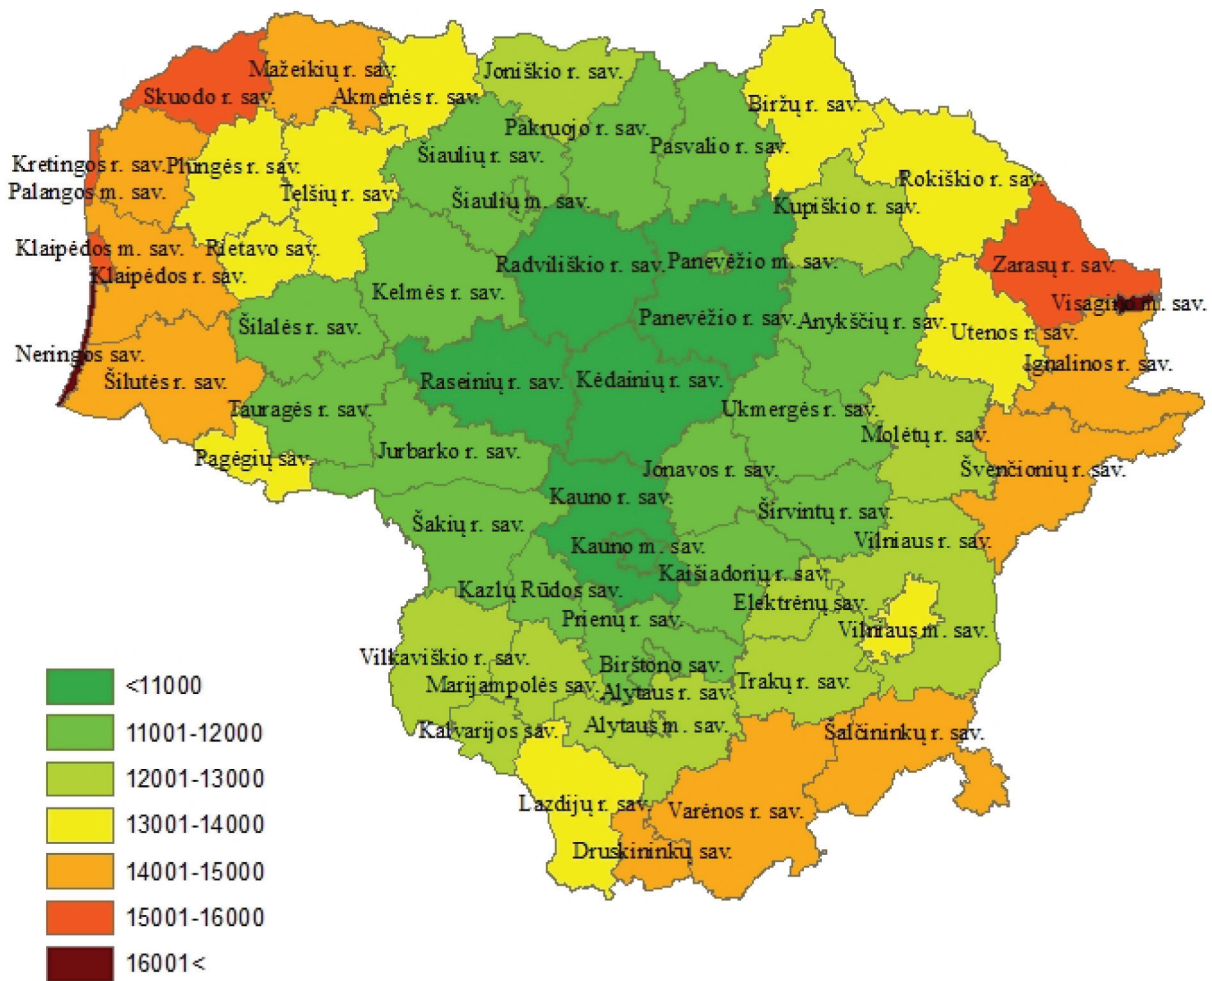 Mažeikių r. sav.
Joniškio r. sav.
Skuodo r. sav.
Akmenės r. sav.
Biržų r. sav.
Pakruojo r. sav.
Pasvalio r. sav.
Šiaulių r. sav.
Kretingos r. sav.
Plungės r. sav.
Rokiškio r. sav.
Palangos m. sav.
Telšių r. sav.
Šiaulių m. sav.
Kupiškio r. sav.
Klaipėdos m. sav.
Rietavo sav.
Klaipėdos r. sav.
Radviliškio r. sav.
Panevėžio m. sav.
Zarasų r. sav.
Kelmės r. sav.
Visagino m. sav.
Šilalės r. sav.
Panevėžio r. sav.
Anykščių r. sav.
Utenos r. sav.
Neringos sav.
Ignalinos r. sav.
Šilutės r. sav.
Raseinių r. sav.
Kėdainių r. sav.
Tauragės r. sav.
Ukmergės r. sav.
Molėtų r. sav.
Pagėgių sav.
Jurbarko r. sav.
Jonavos r. sav.
Švenčionių r. sav.
Kauno r. sav.
Šakių r. sav.
Širvintų r. sav.
Vilniaus r. sav.
Kauno m. sav.
Kaišiadorių r. sav.
Kazlų Rūdos sav.
Elektrėnų sav.
Prienų r. sav.
Vilniaus m. sav.
Vilkaviškio r. sav.
Birštono sav.
Marijampolės sav.
Alytaus r. sav.
Trakų r. sav.
Kalvarijos sav.
Alytaus m. sav.
Šalčininkų r. sav.
Lazdijų r. sav.
Varėnos r. sav.
Druskininkų sav.
<11000
11001-12000
12001-13000
13001-14000
14001-15000
15001-16000
16001<